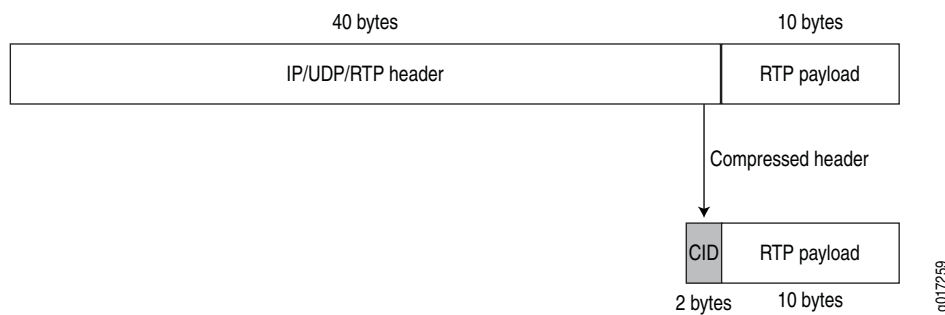 40 bytes
10 bytes
IP/UDP/RTP header
RTP payload
Compressed header
CID
RTP payload
2 bytes
10 bytes
g017259